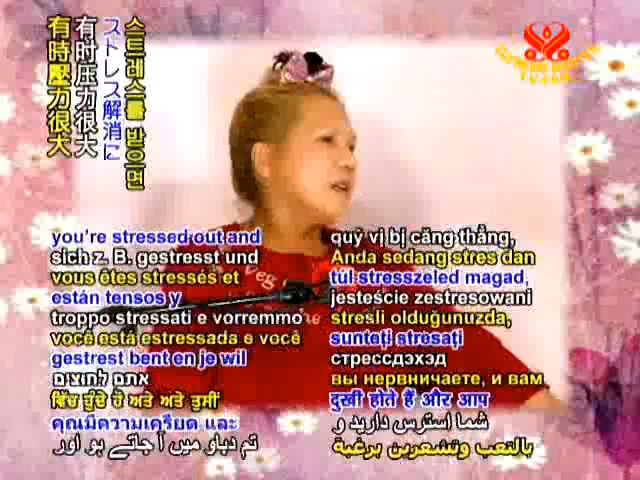 有時壓力很大
有时压力很大
ストレス解消に
스트레스를 받으면
you're stressed out and
sich z. B. gestresst und
vous êtes stressés et
están tensos y
troppo stressati e vorremmo
você está estressada e você
gestrest bent en je wil
אתם לחוצים
ਵਿੱਚ ਹੁੰਦੇ ਹੋ ਅਤੇ ਅਤੇ ਤੁਸੀਂ
คุณมีความเครียด และ
تم دباو میں آ جاتے ہو اور
quý vị bị căng thẳng,
Anda sedang stres dan
túl stresszeled magad,
jesteście zestresowani
stresli olduğunuzda,
sunteţi stresaţi
стрессдэхэд
вы нервничаете, и вам
दुखी होते हैं और आप
شما استرس دارید و
بالتعب وتشعرين برغبة
Veg